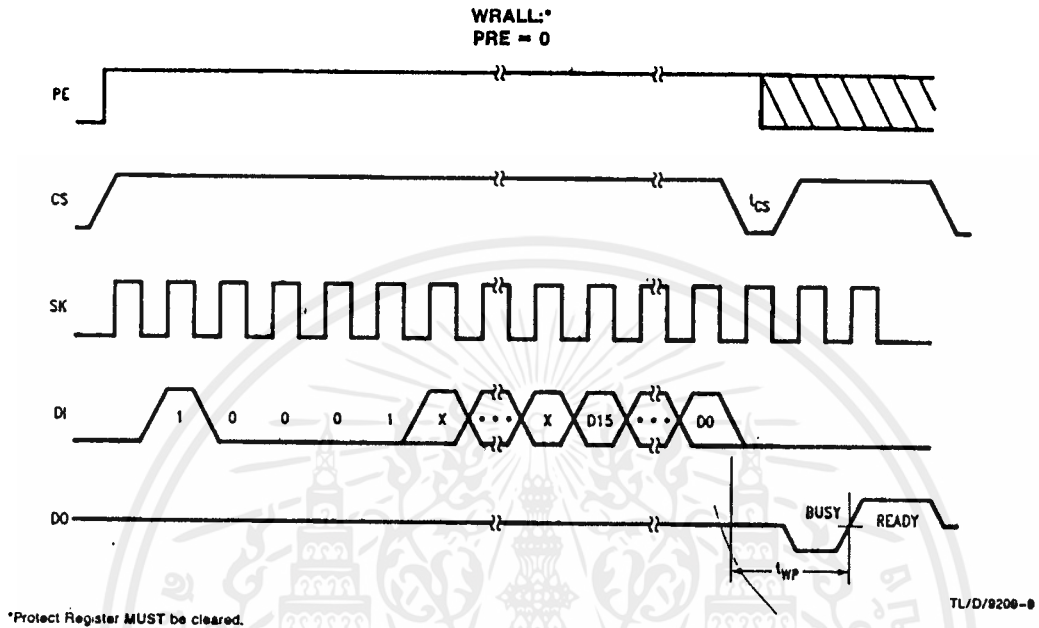 WRALL:*
PRE = 0
PE
CS
tCS
SK
DI
1 0 0 0 1 X • • • X D15 • • • D0
DO
BUSY
READY
tWP
*Protect Register MUST be cleared.
TL/D/9209-9